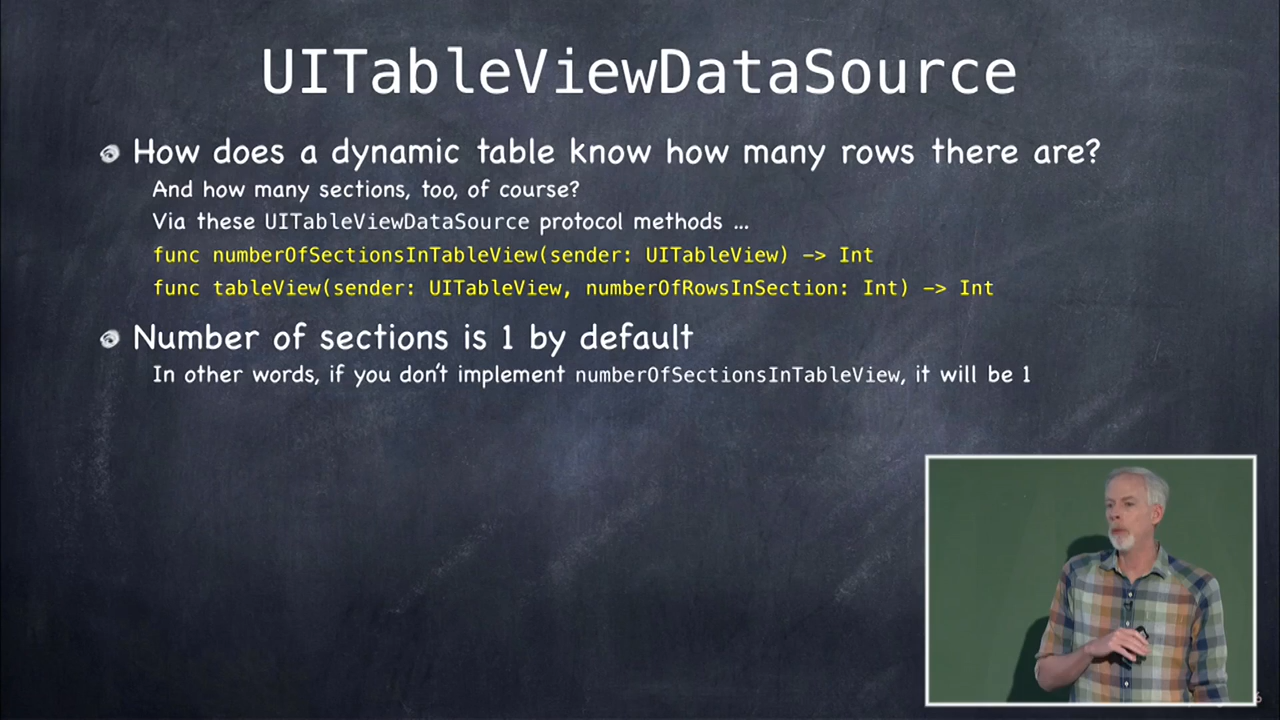 UITableViewDataSource
How does a dynamic table know how many rows there are?
And how many sections, too, of course?
Via these UITableViewDataSource protocol methods ...
func numberOfSectionsInTableView(sender: UITableView) -> Int
func tableView(sender: UITableView, numberOfRowsInSection: Int) -> Int
Number of sections is 1 by default
In other words, if you don't implement numberOfSectionsInTableView, it will be 1